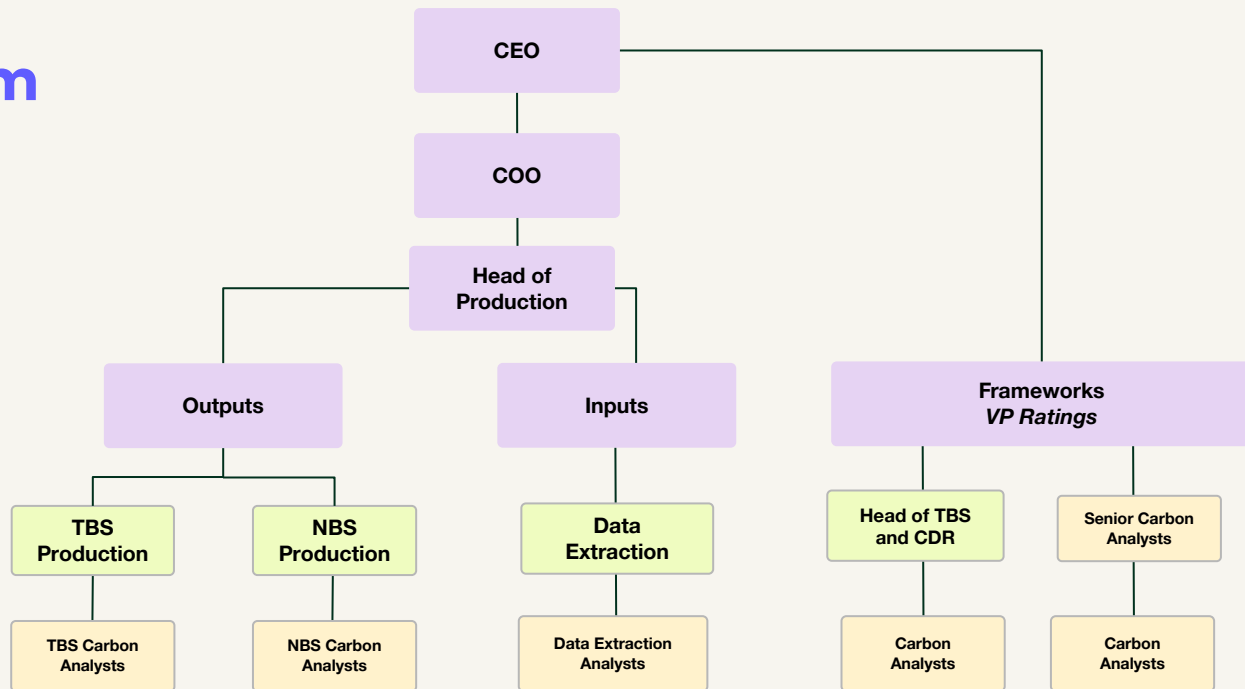 m
CEO
COO
Head of
Production
Outputs
Inputs
Frameworks
VP Ratings
TBS
Production
NBS
Production
Data
Extraction
Head of TBS
and CDR
Senior Carbon
Analysts
TBS Carbon
Analysts
NBS Carbon
Analysts
Data Extraction
Analysts
Carbon
Analysts
Carbon
Analysts